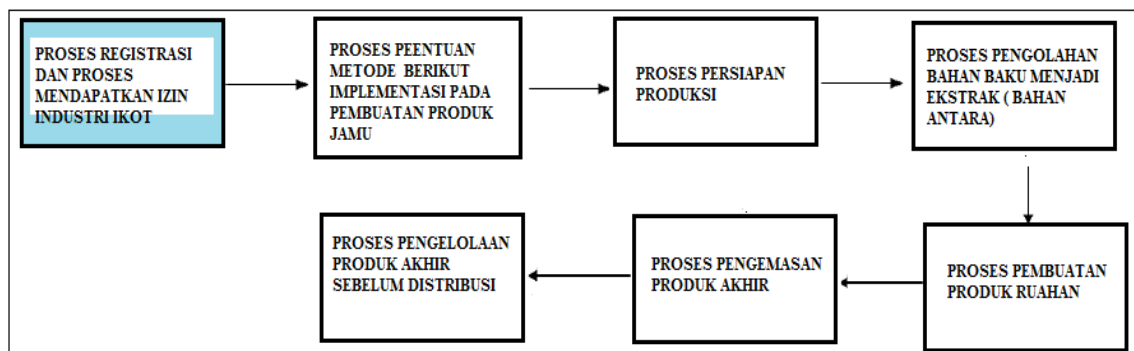 PROSES REGISTRASI
DAN PROSES
MENDAPATKAN IZIN
INDUSTRI IKOT
PROSES PEENTUAN
METODE BERIKUT
IMPLEMENTASI PADA
PEMBUATAN PRODUK
JAMU
PROSES PERSIAPAN
PRODUKSI
PROSES PENGOLAHAN
BAHAN BAKU MENJADI
EKSTRAK ( BAHAN
ANTARA)
PROSES PEMBUATAN
PRODUK RUAHAN
PROSES PENGEMASAN
PRODUK AKHIR
PROSES PENGELOLAAN
PRODUK AKHIR
SEBELUM DISTRIBUSI